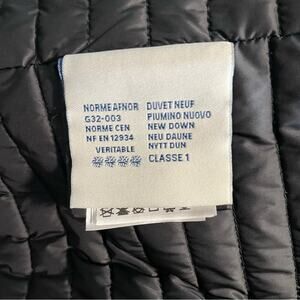 NORME AFNOR
G32-003
NORME CEN
NF EN 12934
VERITABLE
DUVET NEUF
PIUMINO NUOVO
NEW DOWN
NEU DAUNE
NYTT DUN
CLASSE 1